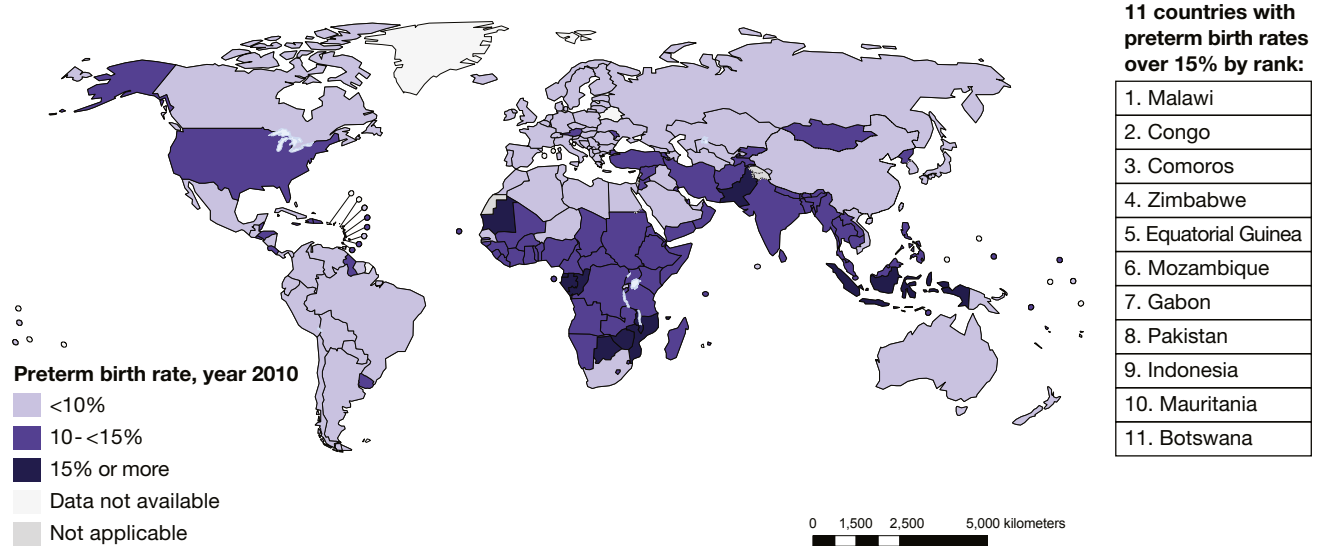 11 countries with
preterm birth rates
over 15% by rank:
1. Malawi
2. Congo
3. Comoros
4. Zimbabwe
5. Equatorial Guinea
6. Mozambique
7. Gabon
8. Pakistan
9. Indonesia
10. Mauritania
11. Botswana
Preterm birth rate, year 2010
<10%
10-<15%
15% or more
Data not available
Not applicable
0 1,500 2,500 5,000 kilometers